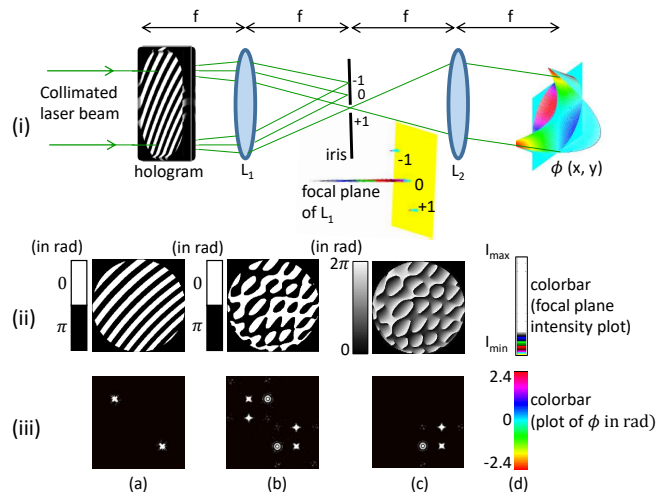 f f f f
Collimated
laser beam
(i)
hologram
L1
-1
0
+1
iris
L2
ϕ (x, y)
focal plane
of L1
-1
0
+1
(in rad) (in rad) (in rad)
0
π
0
π
2π
0
(ii)
Imax
Imin
colorbar
(focal plane
intensity plot)
(iii)
2.4
0
-2.4
colorbar
(plot of ϕ in rad)
(a) (b) (c) (d)